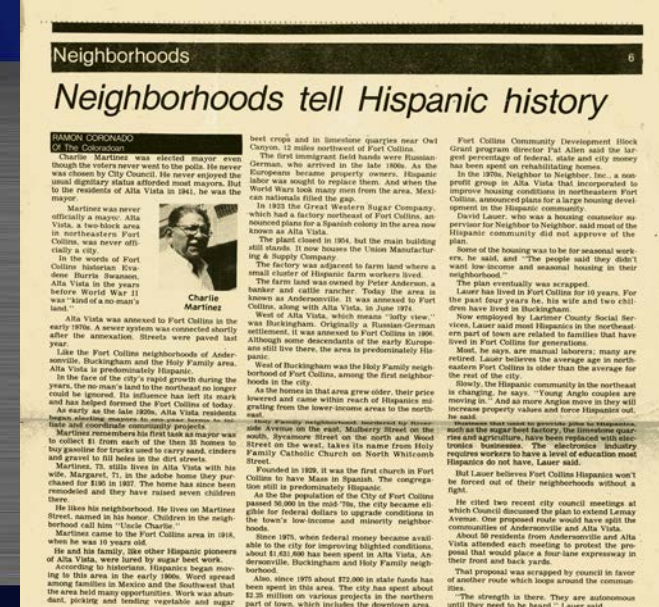 Neighborhoods
6
Neighborhoods tell Hispanic history
RAMON CORONADO
Of The Coloradoan
Charlie Martinez was elected mayor even
though the voters never went to the polls. He never
was chosen by City Council. He never enjoyed the
usual dignitary status afforded most mayors. But
to the residents of Alta Vista in 1941, he was the
mayor.
Martinez was never
officially a mayor. Alta
Vista, a two-block area
in northeastern Fort
Collins, was never offi-
cially a city.
In the words of Fort
Collins historian Eva-
dene Burris Swanson,
Alta Vista in the years
before World War II
was "kind of a no-man's
land."
Charlie
Martinez
Alta Vista was annexed to Fort Collins in the
early 1970s. A sewer system was connected shortly
after the annexation. Streets were paved last
year.
Like the Fort Collins neighborhoods of Ander-
sonville, Buckingham and the Holy Family area,
Alta Vista is predominately Hispanic.
In the face of the city's rapid growth during the
years, the no-man's land to the northeast no longer
could be ignored. Its influence has left its mark
and has helped formed the Fort Collins of today.
As early as the late 1920s, Alta Vista residents
began electing mayors to
tiate and coordinate community projects.
Martinez remembers his first task as mayor was
to collect $1 from each of the then 35 homes to
buy gasoline for trucks used to carry sand, cinders
and gravel to fill holes in the dirt streets.
Martinez, 73, still lives in Alta Vista with his
wife, Margaret, 71, in the adobe home they pur-
chased for $195 in 1937. The home has since been
remodeled and they have raised seven children
there.
He likes his neighborhood. He lives on Martinez
Street, named in his honor. Children in the neigh-
borhood call him "Uncle Charlie."
Martinez came to the Fort Collins area in 1918,
when he was 10 years old.
He and his family, like other Hispanic pioneers
of Alta Vista, were lured by sugar beet work.
According to historians, Hispanics began mov-
ing to this area in the early 1900s. Word spread
among families in Mexico and the Southwest that
the area held many opportunities. Work was abun-
dant, picking and tending vegetable and sugar
beet crops and in limestone quarries near Owl
Canyon, 12 miles northwest of Fort Collins.
The first immigrant field hands were Russian-
German, who arrived in the late 1800s. As the
Europeans became property owners, Hispanic
labor was sought to replace them. And when the
World Wars took many men from the area, Mexi-
can nationals filled the gap.
In 1923 the Great Western Sugar Company,
which had a factory northeast of Fort Collins, an-
nounced plans for a Spanish colony in the area now
known as Alta Vista.
The plant closed in 1954, but the main building
still stands. It now houses the Union Manufactur-
ing & Supply Company.
The factory was adjacent to farm land where a
small cluster of Hispanic farm workers lived.
The farm land was owned by Peter Anderson, a
banker and cattle rancher. Today the area is
known as Andersonville. It was annexed to Fort
Collins, along with Alta Vista, in June 1974.
West of Alta Vista, which means "lofty view,"
was Buckingham. Originally a Russian-German
settlement, it was annexed to Fort Collins in 1906.
Although some descendants of the early Europe-
ans still live there, the area is predominately His-
panic.
West of Buckingham was the Holy Family neigh-
borhood of Fort Collins, among the first neighbor-
hoods in the city.
As the homes in that area grew older, their price
lowered and came within reach of Hispanics mi-
grating from the lower-income areas to the north-
east.
Holy Family neighborhood, bordered by River-
side Avenue on the east, Mulberry Street on the
south, Sycamore Street on the north and Wood
Street on the west, takes its name from Holy
Family Catholic Church on North Whitcomb
Street.
Founded in 1929, it was the first church in Fort
Collins to have Mass in Spanish. The congrega-
tion still is predominately Hispanic.
As the the population of the City of Fort Collins
passed 50,000 in the mid-'70s, the city became eli-
gible for federal dollars to upgrade conditions in
the town's low-income and minority neighbor-
hoods.
Since 1975, when federal money became avail-
able to the city for improving blighted conditions,
about $1,631,800 has been spent in Alta Vista, An-
dersonville, Buckingham and Holy Family neigh-
borhoods.
Also, since 1975 about $72,000 in state funds has
been spent in this area. The city has spent about
$2.25 million on various projects in the northern
part of town, which includes the downtown area.
Fort Collins Community Development Block
Grant program director Pat Allen said the lar-
gest percentage of federal, state and city money
has been spent on rehabilitating homes.
In the 1970s, Neighbor to Neighbor, Inc., a non-
profit group in Alta Vista that incorporated to
improve housing conditions in northeastern Fort
Collins, announced plans for a large housing devel-
opment in the Hispanic community.
David Lauer, who was a housing counselor su-
pervisor for Neighbor to Neighbor, said most of the
Hispanic community did not approve of the
plan.
Some of the housing was to be for seasonal work-
ers, he said, and "The people said they didn't
want low-income and seasonal housing in their
neighborhood."
The plan eventually was scrapped.
Lauer has lived in Fort Collins for 10 years. For
the past four years he, his wife and two chil-
dren have lived in Buckingham.
Now employed by Larimer County Social Ser-
vices, Lauer said most Hispanics in the northeast-
ern part of town are related to families that have
lived in Fort Collins for generations.
Most, he says, are manual laborers; many are
retired. Lauer believes the average age in north-
eastern Fort Collins is older than the average for
the rest of the city.
Slowly, the Hispanic community in the northeast
is changing, he says. "Young Anglo couples are
moving in." And as more Anglos move in they will
increase property values and force Hispanics out,
he said.
Businesses that used to provide jobs to Hispanics,
such as the sugar beet factory, the limestone quar-
ries and agriculture, have been replaced with elec-
tronics businesses. The electronics industry
requires workers to have a level of education most
Hispanics do not have, Lauer said.
But Lauer believes Fort Collins Hispanics won't
be forced out of their neighborhoods without a
fight.
He cited two recent city council meetings at
which Council discussed the plan to extend Lemay
Avenue. One proposed route would have split the
communities of Andersonville and Alta Vista.
About 50 residents from Andersonville and Alta
Vista attended each meeting to protest the pro-
posal that would place a four-lane expressway in
their front and back yards.
That proposal was scrapped by council in favor
of another route which loops around the commun-
ities.
"The strength is there. They are autonomous
until they need to be heard," Lauer said.